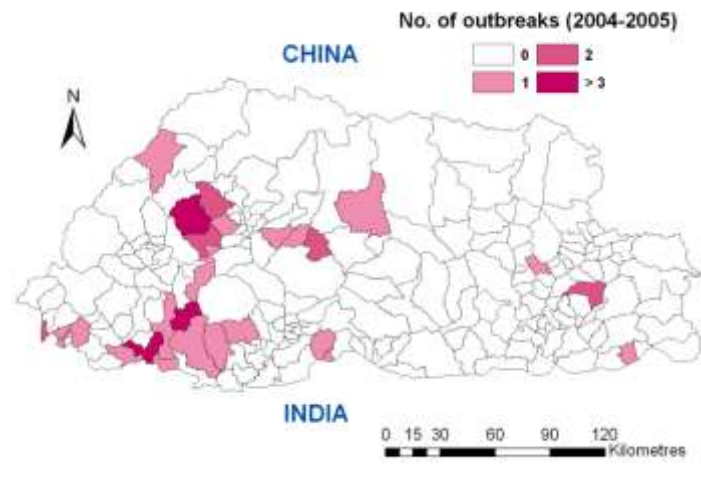 No. of outbreaks (2004-2005)
CHINA
0 2
1 > 3
N
INDIA
0 15 30 60 90 120
Kilometres